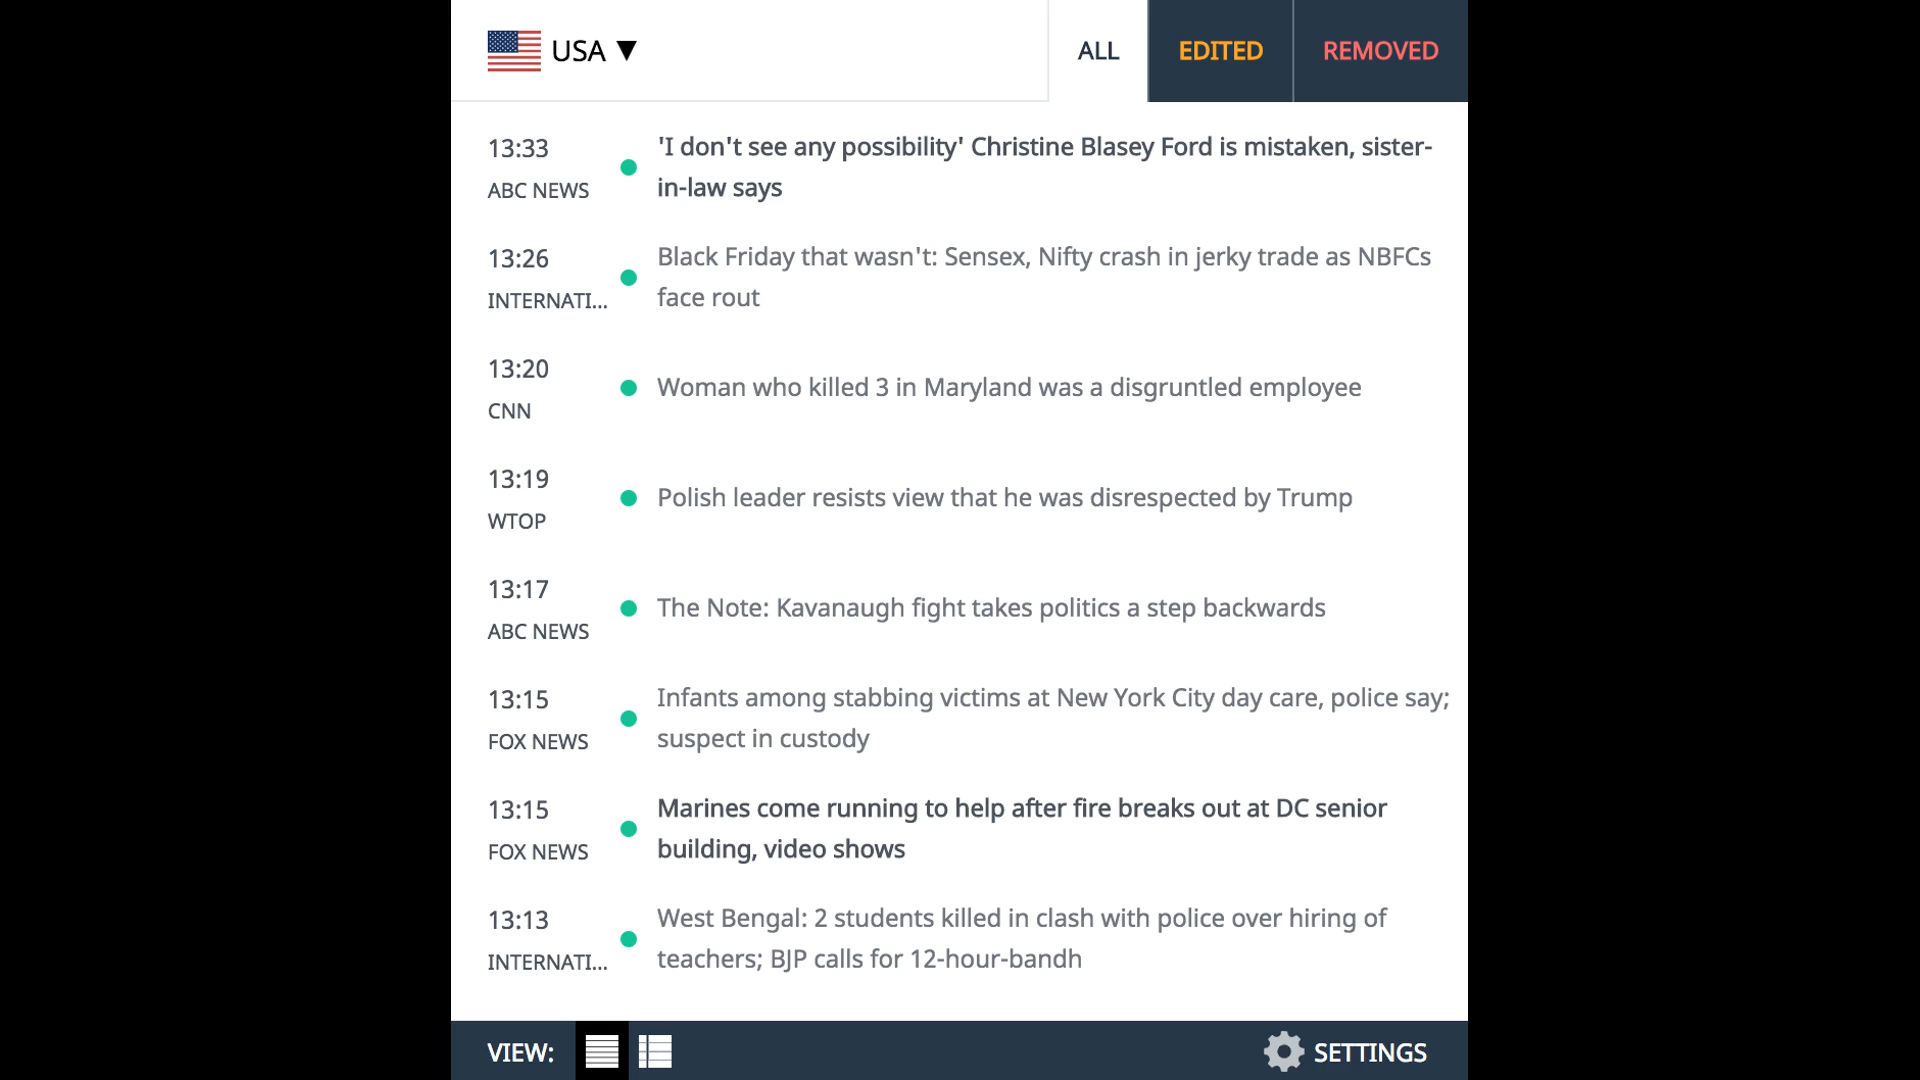 USA ▼
ALL
EDITED
REMOVED
13:33
ABC NEWS
'I don't see any possibility' Christine Blasey Ford is mistaken, sister-
in-law says
13:26
INTERNATI...
Black Friday that wasn't: Sensex, Nifty crash in jerky trade as NBFCs
face rout
13:20
CNN
Woman who killed 3 in Maryland was a disgruntled employee
13:19
WTOP
Polish leader resists view that he was disrespected by Trump
13:17
ABC NEWS
The Note: Kavanaugh fight takes politics a step backwards
13:15
FOX NEWS
Infants among stabbing victims at New York City day care, police say;
suspect in custody
13:15
FOX NEWS
Marines come running to help after fire breaks out at DC senior
building, video shows
13:13
INTERNATI...
West Bengal: 2 students killed in clash with police over hiring of
teachers; BJP calls for 12-hour-bandh
VIEW:
SETTINGS